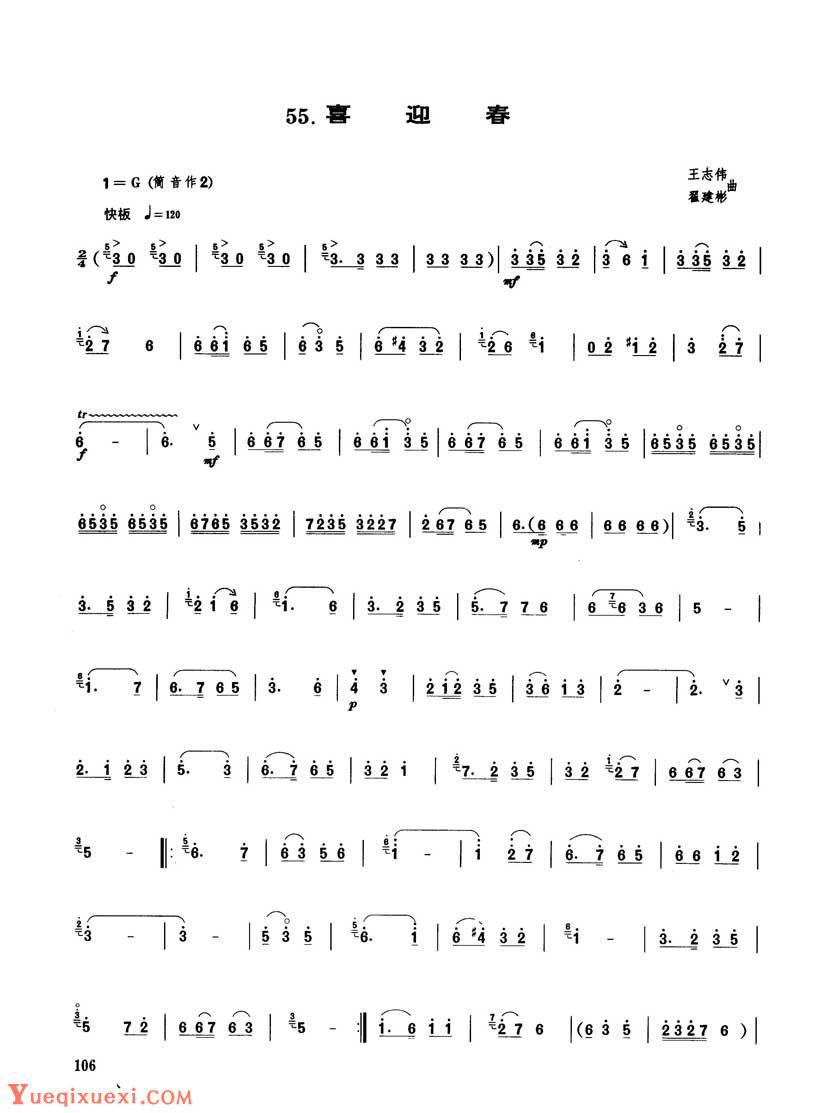 55. 喜 迎 春
1=G (筒音作2)
王志伟
翟建彬 曲
快板 ♩=120
2/4 ( 3 0 3 0 | 3 0 3 0 | 3. 3 3 3 | 3 3 3 3 ) | 3 3 5 3 2 | 3 6 1 | 3 3 5 3 2 |
2 7 6 | 6 6 1 6 5 | 6 3 5 | 6 #4 3 2 | 2 6 1 | 0 2 #1 2 | 3 2 7 |
tr
6 - | 6. 5 | 6 6 7 6 5 | 6 6 1 3 5 | 6 6 7 6 5 | 6 6 1 3 5 | 6 5 3 5 6 5 3 5 |
f mf
6 5 3 5 6 5 3 5 | 6 7 6 5 3 5 3 2 | 7 2 3 5 3 2 2 7 | 2 6 7 6 5 | 6. ( 6 6 6 | 6 6 6 6 ) | 3. 5 |
mp
3. 5 3 2 | 2 1 6 | 1. 6 | 3. 2 3 5 | 5. 7 7 6 | 6 6 3 6 | 5 - |
1. 7 | 6. 7 6 5 | 3. 6 | 4 3 | 2 1 2 3 5 | 3 6 1 3 | 2 - | 2. 3 |
p
2. 1 2 3 | 5. 3 | 6. 7 6 5 | 3 2 1 | 7. 2 3 5 | 3 2 2 7 | 6 6 7 6 3 |
5 - ‖: 6. 7 | 6 3 5 6 | 1 - | 1 2 7 | 6. 7 6 5 | 6 6 1 2 |
3 - | 3 - | 5 3 5 | 6. 1 | 6 #4 3 2 | 1 - | 3. 2 3 5 |
5 7 2 | 6 6 7 6 3 | 5 - :‖ 1. 6 1 1 | 2 7 6 | ( 6 3 5 | 2 3 2 7 6 ) |
106
Yueqixuexi.com